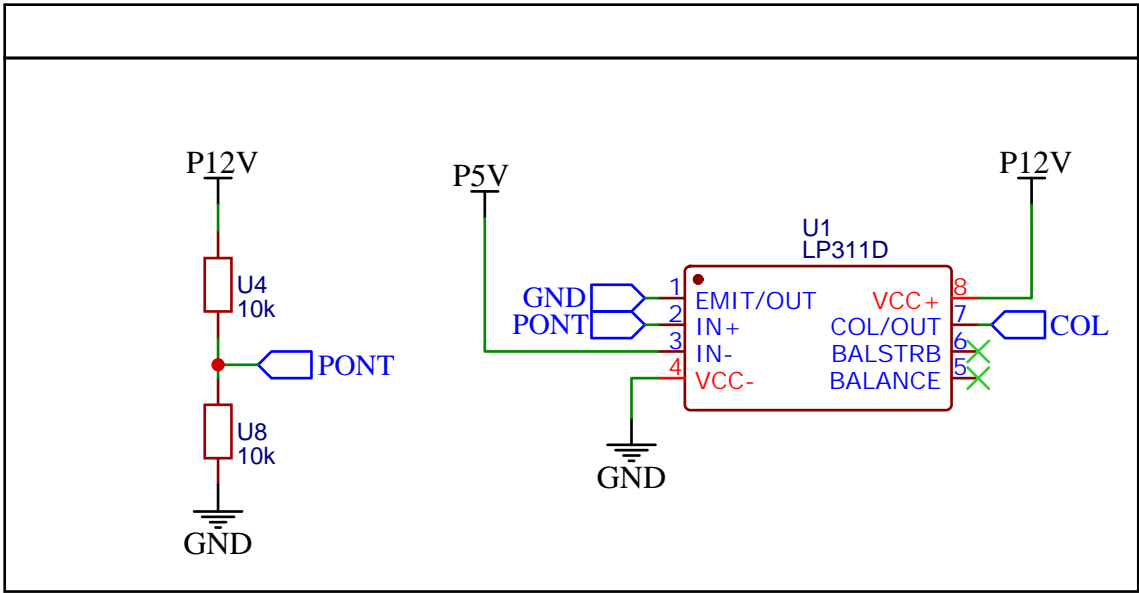 P12V
U4
10k
PONT
U8
10k
GND
P5V
P12V
U1
LP311D
GND
PONT
1
2
3
4
EMIT/OUT
IN+
IN-
VCC-
VCC+
COL/OUT
BALSTRB
BALANCE
8
7
6
5
COL
GND